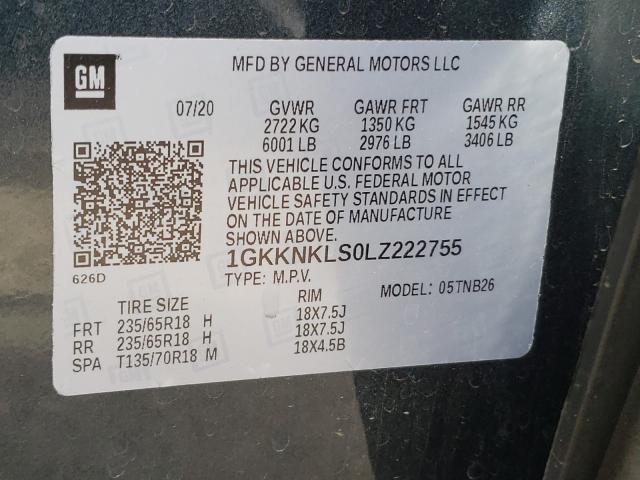 GM
MFD BY GENERAL MOTORS LLC
07/20 GVWR GAWR FRT GAWR RR
2722 KG 1350 KG 1545 KG
6001 LB 2976 LB 3406 LB
THIS VEHICLE CONFORMS TO ALL
APPLICABLE U.S. FEDERAL MOTOR
VEHICLE SAFETY STANDARDS IN EFFECT
ON THE DATE OF MANUFACTURE
SHOWN ABOVE.
1GKKNKLS0LZ222755
626D
TYPE: M.P.V. MODEL: 05TNB26
TIRE SIZE RIM
FRT 235/65R18 H 18X7.5J
RR 235/65R18 H 18X7.5J
SPA T135/70R18 M 18X4.5B